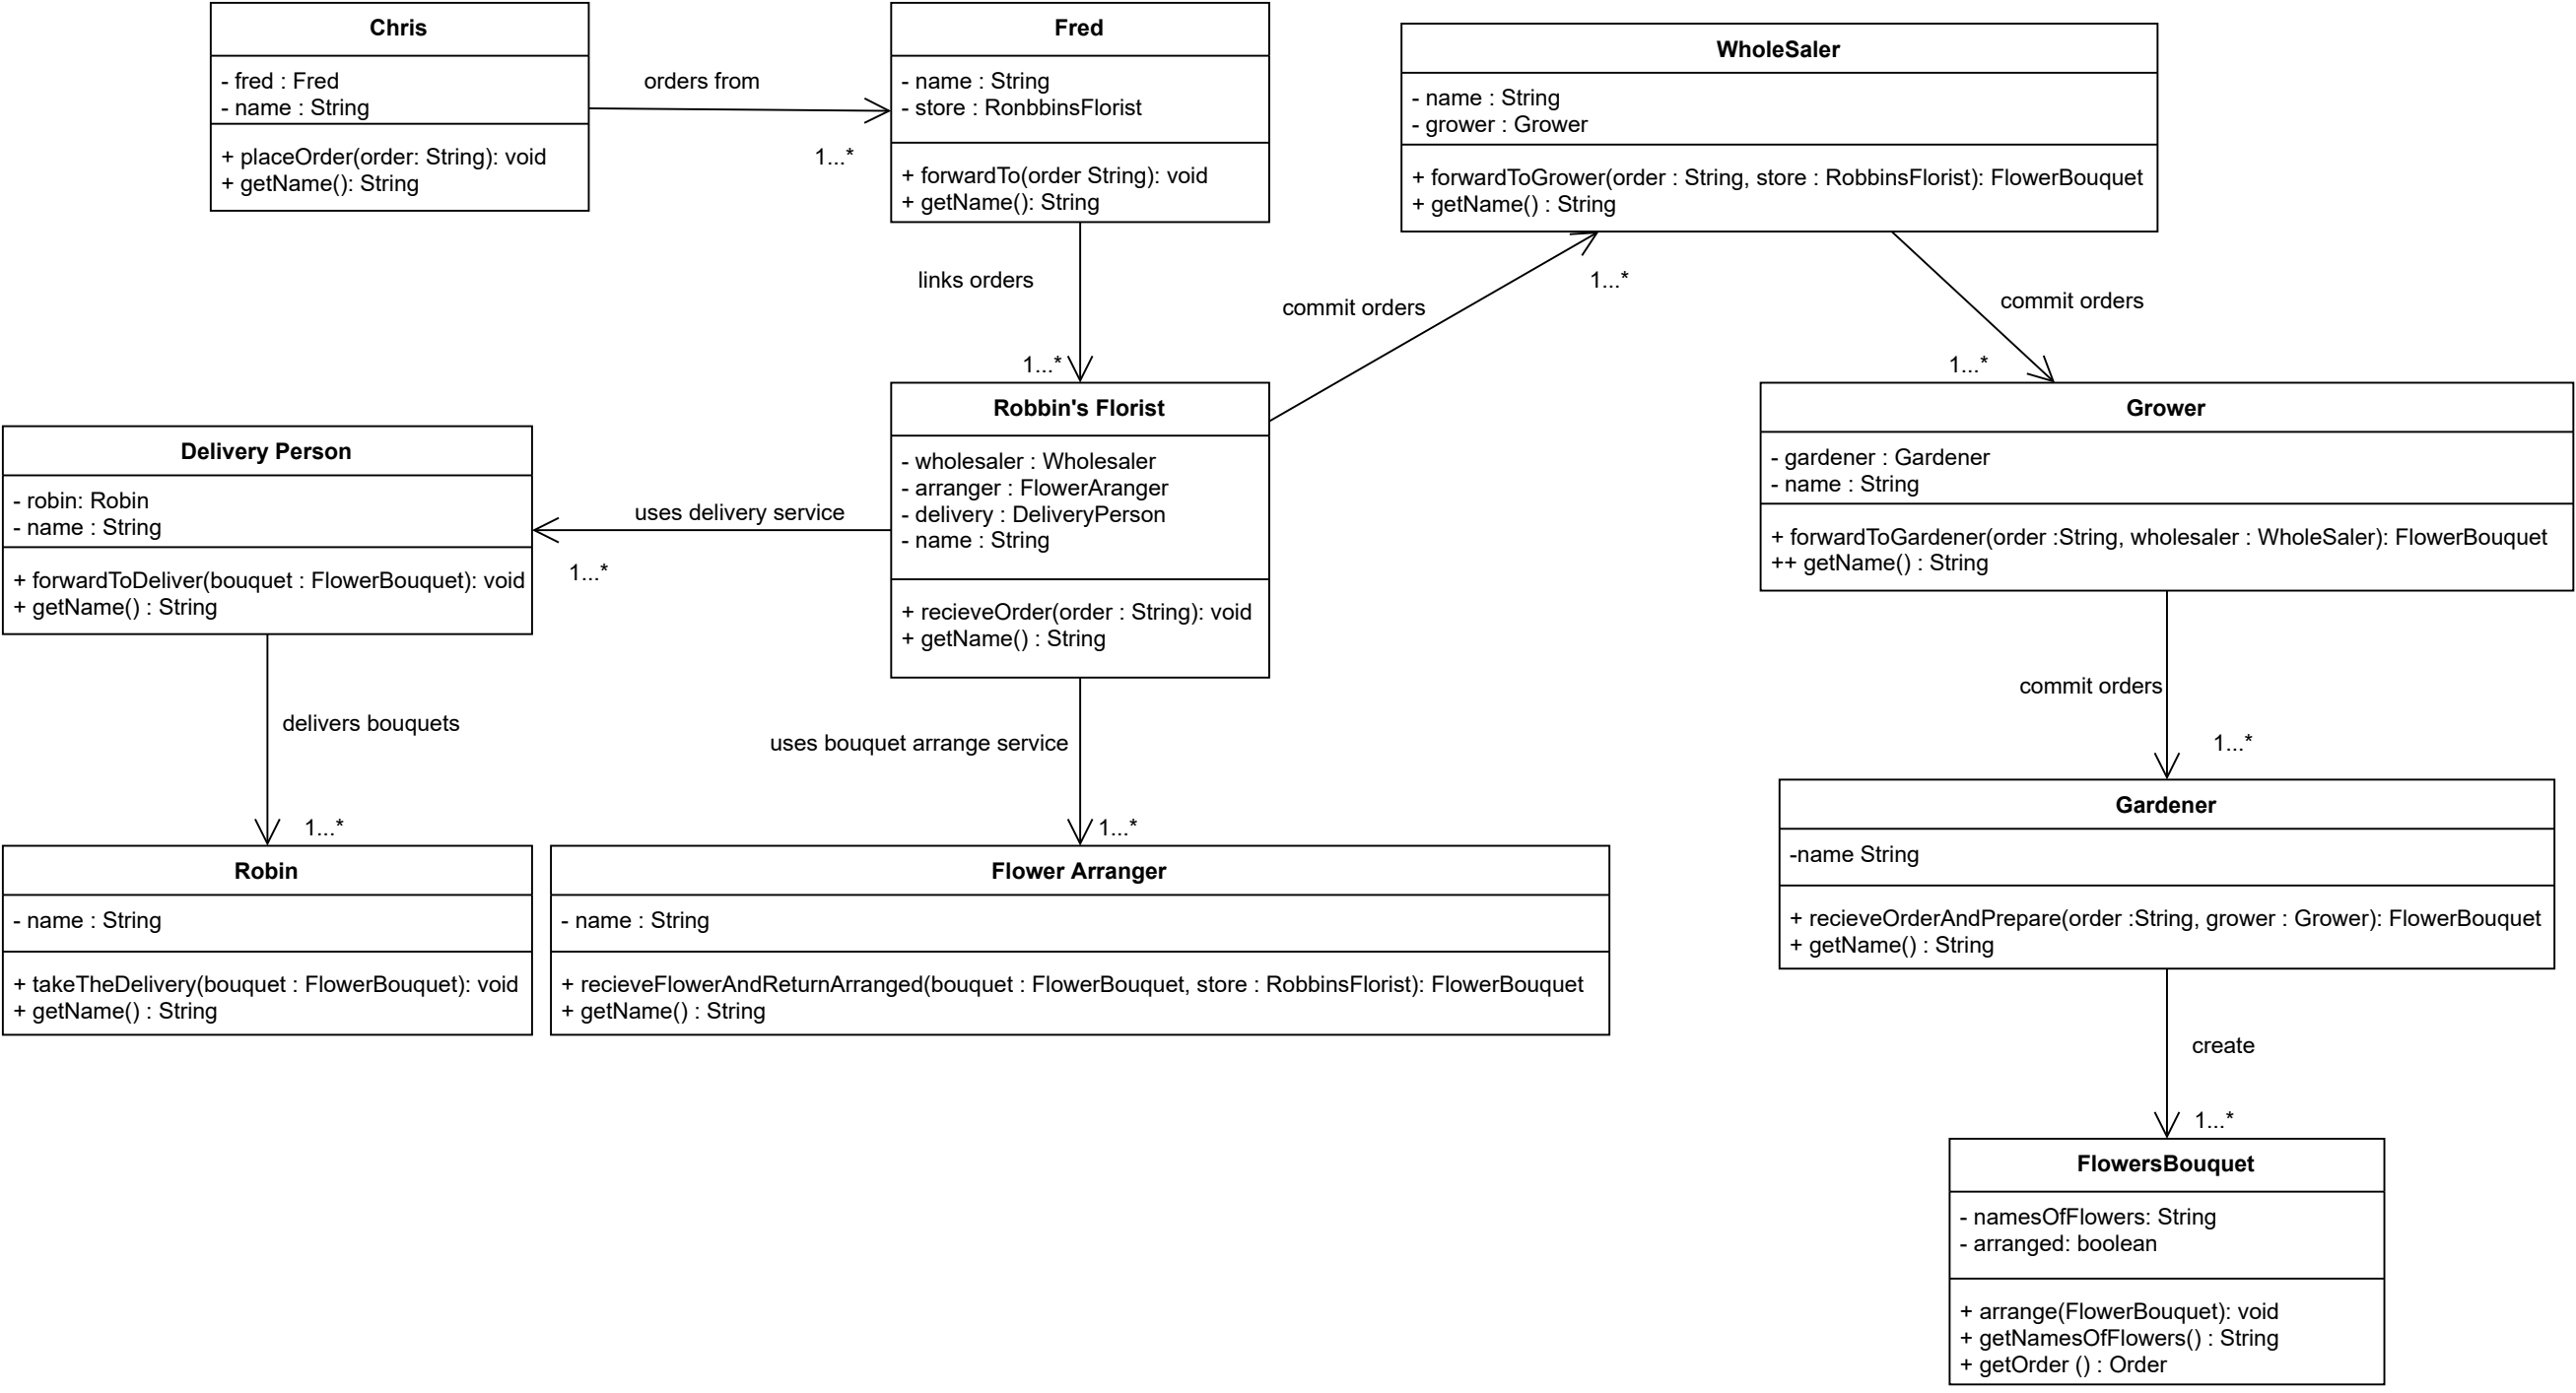 Chris
- fred : Fred
- name : String
+ placeOrder(order: String): void
+ getName(): String
orders from
1...*
Fred
- name : String
- store : RonbbinsFlorist
+ forwardTo(order String): void
+ getName(): String
WholeSaler
- name : String
- grower : Grower
+ forwardToGrower(order : String, store : RobbinsFlorist): FlowerBouquet
+ getName() : String
links orders
1...*
commit orders
1...*
commit orders
1...*
Robbin's Florist
- wholesaler : Wholesaler
- arranger : FlowerAranger
- delivery : DeliveryPerson
- name : String
+ recieveOrder(order : String): void
+ getName() : String
Grower
- gardener : Gardener
- name : String
+ forwardToGardener(order :String, wholesaler : WholeSaler): FlowerBouquet
++ getName() : String
Delivery Person
- robin: Robin
- name : String
+ forwardToDeliver(bouquet : FlowerBouquet): void
+ getName() : String
uses delivery service
1...*
delivers bouquets
1...*
uses bouquet arrange service
1...*
commit orders
1...*
Robin
- name : String
+ takeTheDelivery(bouquet : FlowerBouquet): void
+ getName() : String
Flower Arranger
- name : String
+ recieveFlowerAndReturnArranged(bouquet : FlowerBouquet, store : RobbinsFlorist): FlowerBouquet
+ getName() : String
Gardener
-name String
+ recieveOrderAndPrepare(order :String, grower : Grower): FlowerBouquet
+ getName() : String
create
1...*
FlowersBouquet
- namesOfFlowers: String
- arranged: boolean
+ arrange(FlowerBouquet): void
+ getNamesOfFlowers() : String
+ getOrder () : Order